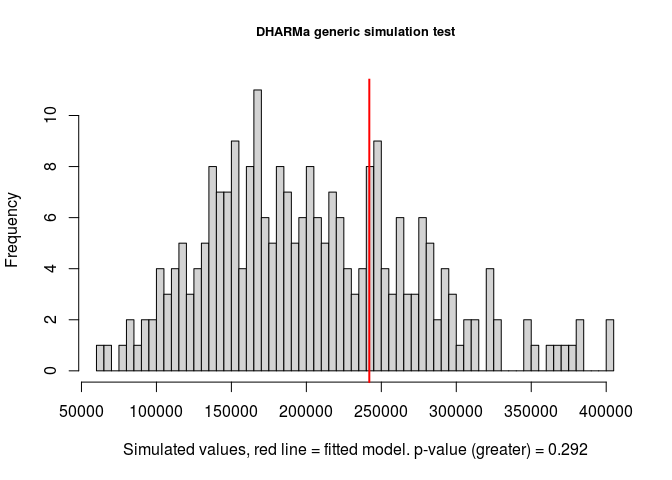 DHARMa generic simulation test
Frequency
10
8
6
4
2
0
50000 100000 150000 200000 250000 300000 350000 400000
Simulated values, red line = fitted model. p-value (greater) = 0.292